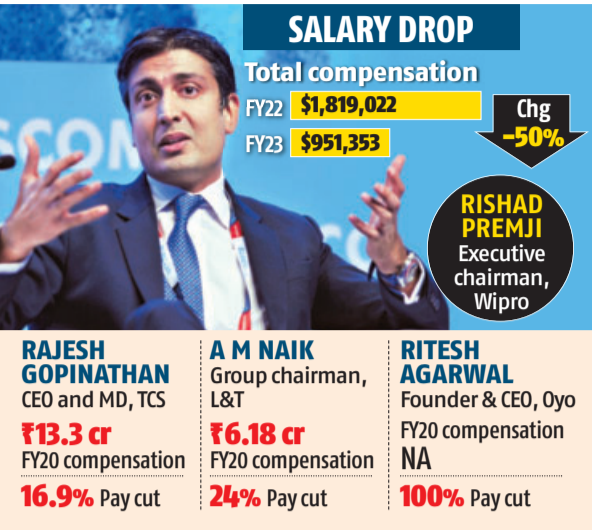 SALARY DROP
Total compensation
FY22 $1,819,022
FY23 $951,353
Chg
-50%
SCOM
RISHAD
PREMJI
Executive
chairman,
Wipro
RAJESH
GOPINATHAN
CEO and MD, TCS
₹13.3 cr
FY20 compensation
16.9% Pay cut
A M NAIK
Group chairman,
L&T
₹6.18 cr
FY20 compensation
24% Pay cut
RITESH
AGARWAL
Founder & CEO, Oyo
FY20 compensation
NA
100% Pay cut